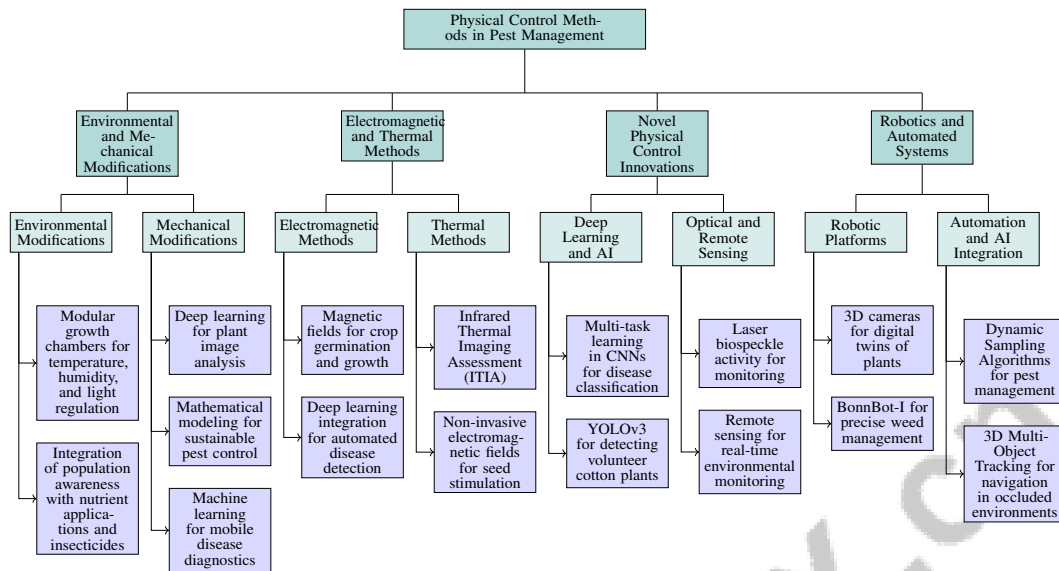 Physical Control Meth-
ods in Pest Management
Environmental
and Me-
chanical
Modifications
Electromagnetic
and Thermal
Methods
Novel
Physical
Control
Innovations
Robotics and
Automated
Systems
Environmental
Modifications
Mechanical
Modifications
Electromagnetic
Methods
Thermal
Methods
Deep
Learning
and AI
Optical and
Remote
Sensing
Robotic
Platforms
Automation
and AI
Integration
Modular
growth
chambers for
temperature,
humidity,
and light
regulation
Integration
of population
awareness
with nutrient
applica-
tions and
insecticides
Deep learning
for plant
image
analysis
Mathematical
modeling for
sustainable
pest control
Machine
learning
for mobile
disease
diagnostics
Magnetic
fields for crop
germination
and growth
Deep learning
integration
for automated
disease
detection
Infrared
Thermal
Imaging
Assessment
(ITIA)
Non-invasive
electromag-
netic fields
for seed
stimulation
Multi-task
learning
in CNNs
for disease
classification
YOLOv3 for
detecting
volunteer
cotton plants
Laser
biospeckle
activity for
monitoring
Remote
sensing for
real-time
environmental
monitoring
3D cameras
for digital
twins of
plants
BonnBot-I for
precise weed
management
Dynamic
Sampling
Algorithms
for pest
management
3D Multi-
Object
Tracking for
navigation
in occluded
environments